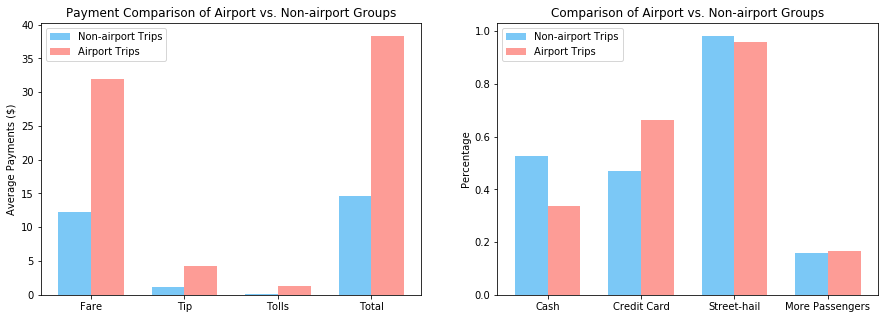 Payment Comparison of Airport vs. Non-airport Groups
Average Payments ($)
40
35
30
25
20
15
10
5
0
Non-airport Trips
Airport Trips
Fare
Tip
Tolls
Total
Comparison of Airport vs. Non-airport Groups
Percentage
1.0
0.8
0.6
0.4
0.2
0.0
Non-airport Trips
Airport Trips
Cash
Credit Card
Street-hail
More Passengers